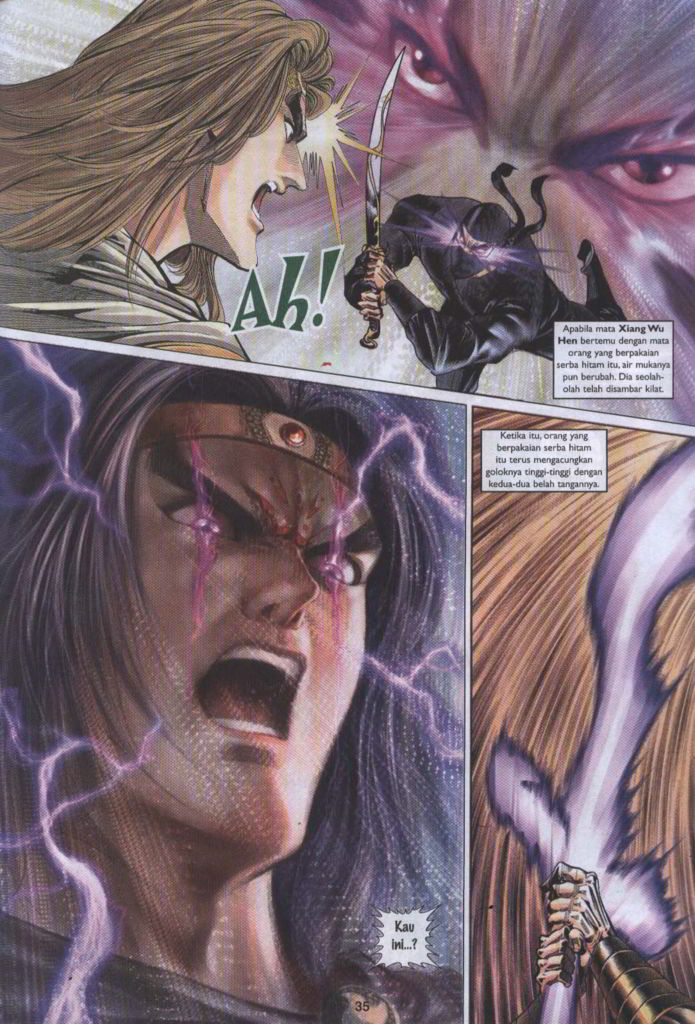 Ah!
Apabila mata Xiang Wu
Hen bertemu dengan mata
orang yang berpakaian
serba hitam itu, air mukanya
pun berubah. Dia seolah-
olah telah disambar kilat.
Ketika itu, orang yang
berpakaian serba hitam
itu terus mengacungkan
goloknya tinggi-tinggi dengan
kedua-dua belah tangannya.
Kau
ini...?
35